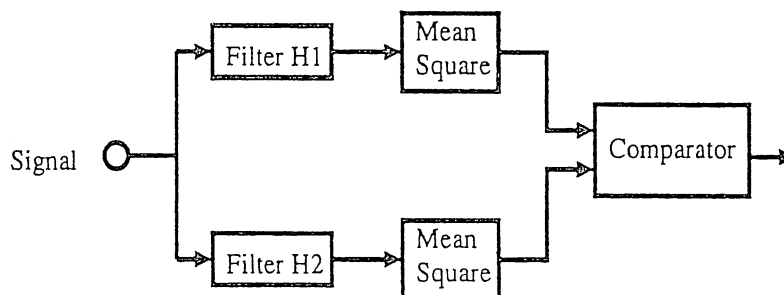 Filter H1
Mean
Square
Signal
Comparator
Filter H2
Mean
Square